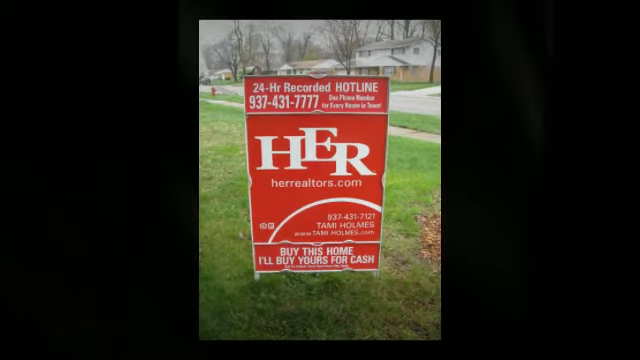 24-Hr Recorded HOTLINE
937-431-7777 One Phone Number
for Every Home in Town!
HER
herrealtors.com
937-431-7121
TAMI HOLMES
www.TAMI-HOLMES.com
BUY THIS HOME
I'LL BUY YOURS FOR CASH